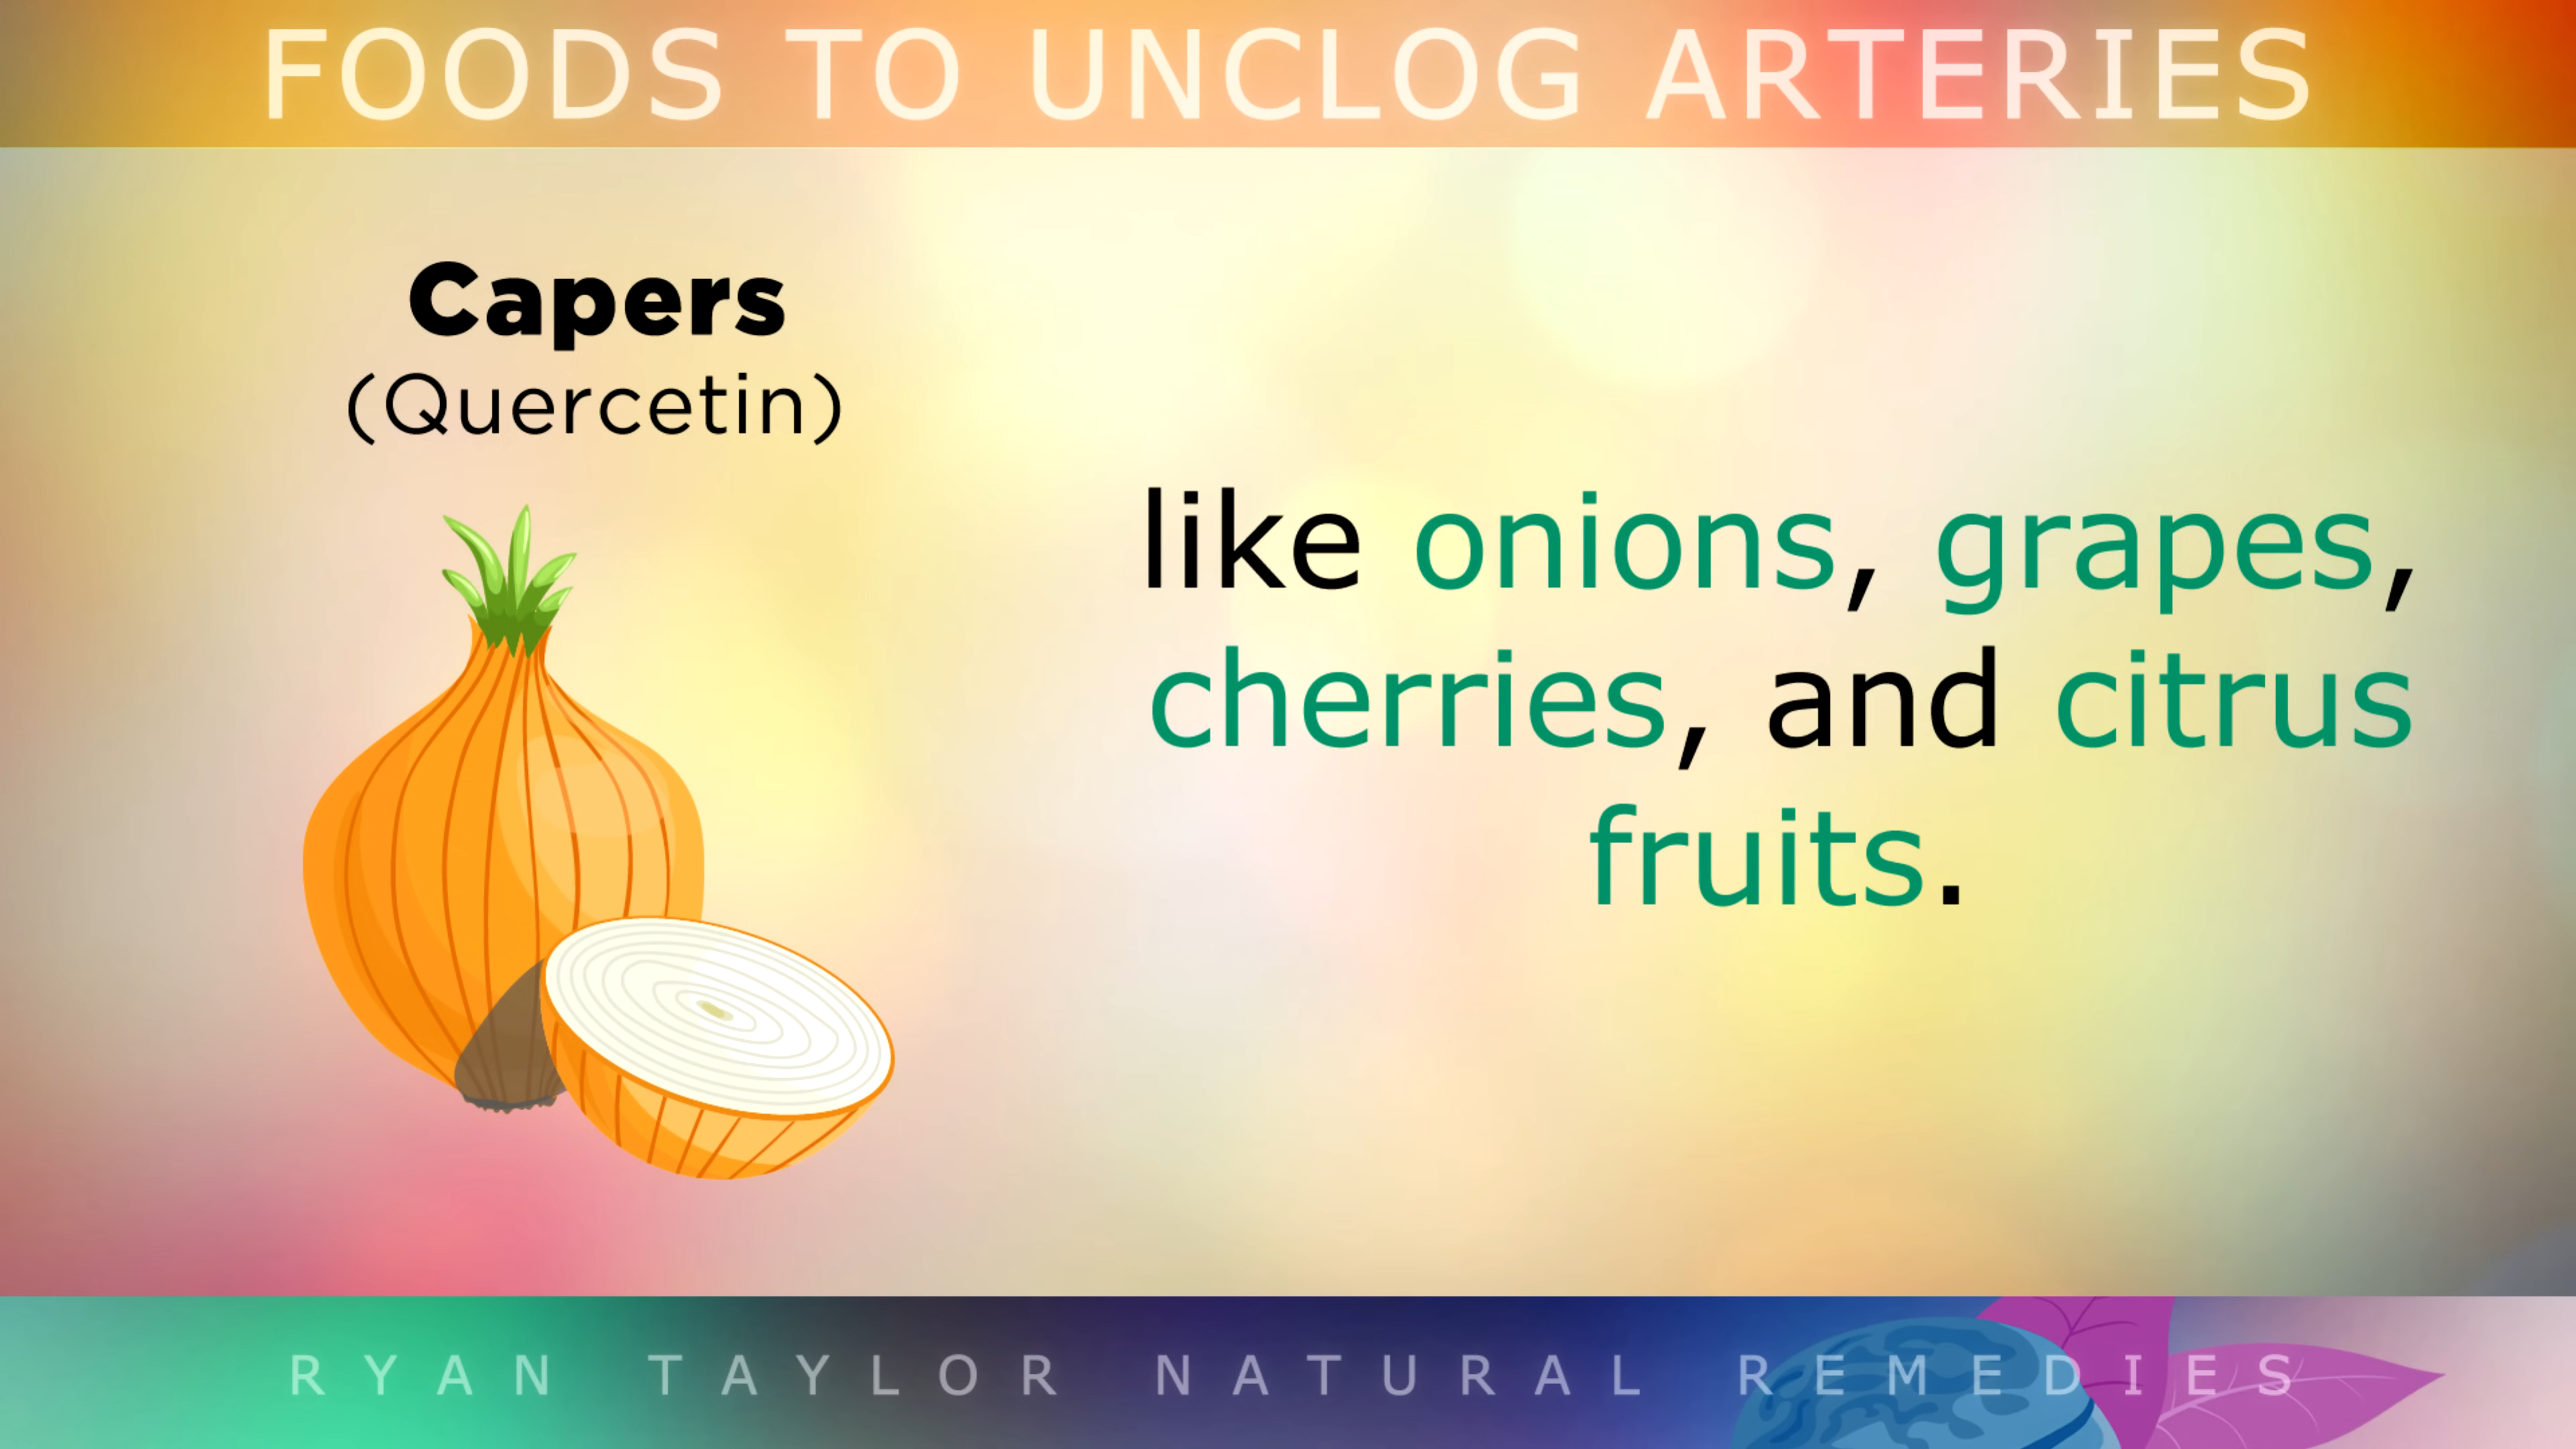 FOODS TO UNCLOG ARTERIES
Capers
(Quercetin)
like onions, grapes,
cherries, and citrus
fruits.
RYAN TAYLOR NATURAL REMEDIES